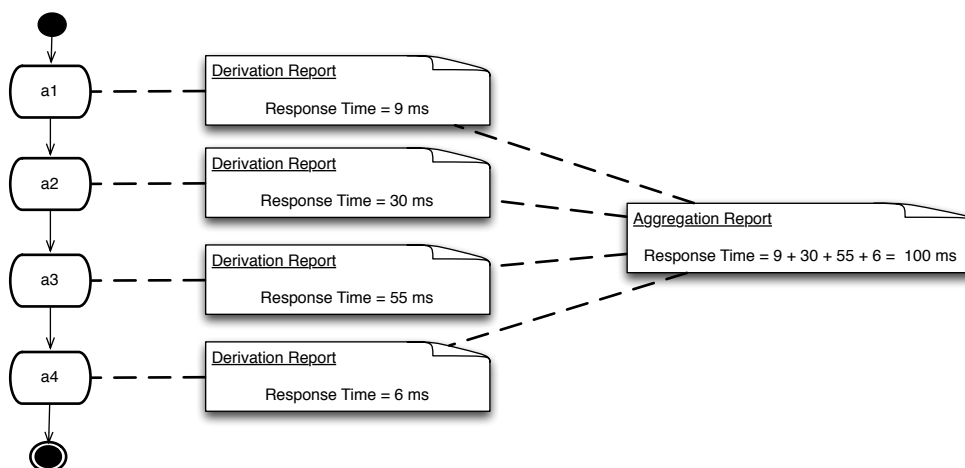 a1
Derivation Report
Response Time = 9 ms
a2
Derivation Report
Response Time = 30 ms
Aggregation Report
Response Time = 9 + 30 + 55 + 6 = 100 ms
a3
Derivation Report
Response Time = 55 ms
a4
Derivation Report
Response Time = 6 ms